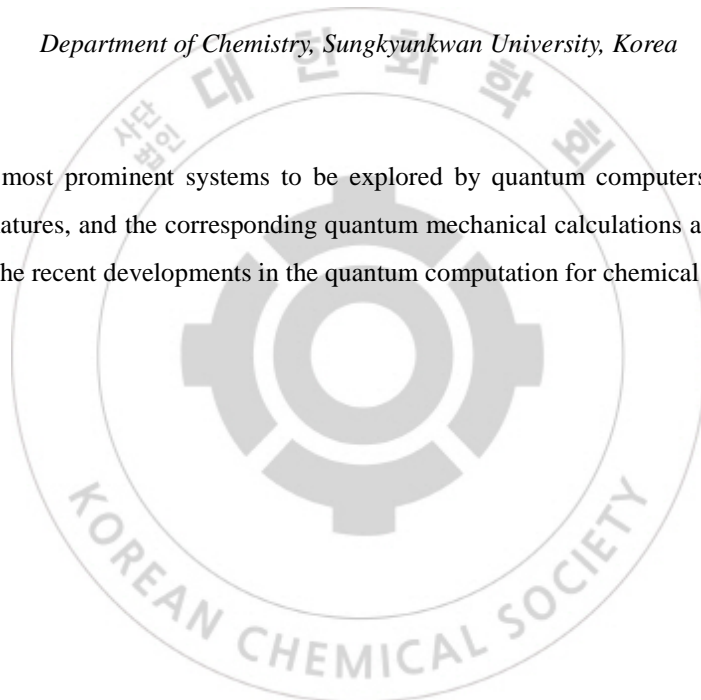 Department of Chemistry, Sungkyunkwan University, Korea
사단
법인
대 한 화 학 회
most prominent systems to be explored by quantum computers
atures, and the corresponding quantum mechanical calculations a
he recent developments in the quantum computation for chemical
KOREAN CHEMICAL SOCIETY